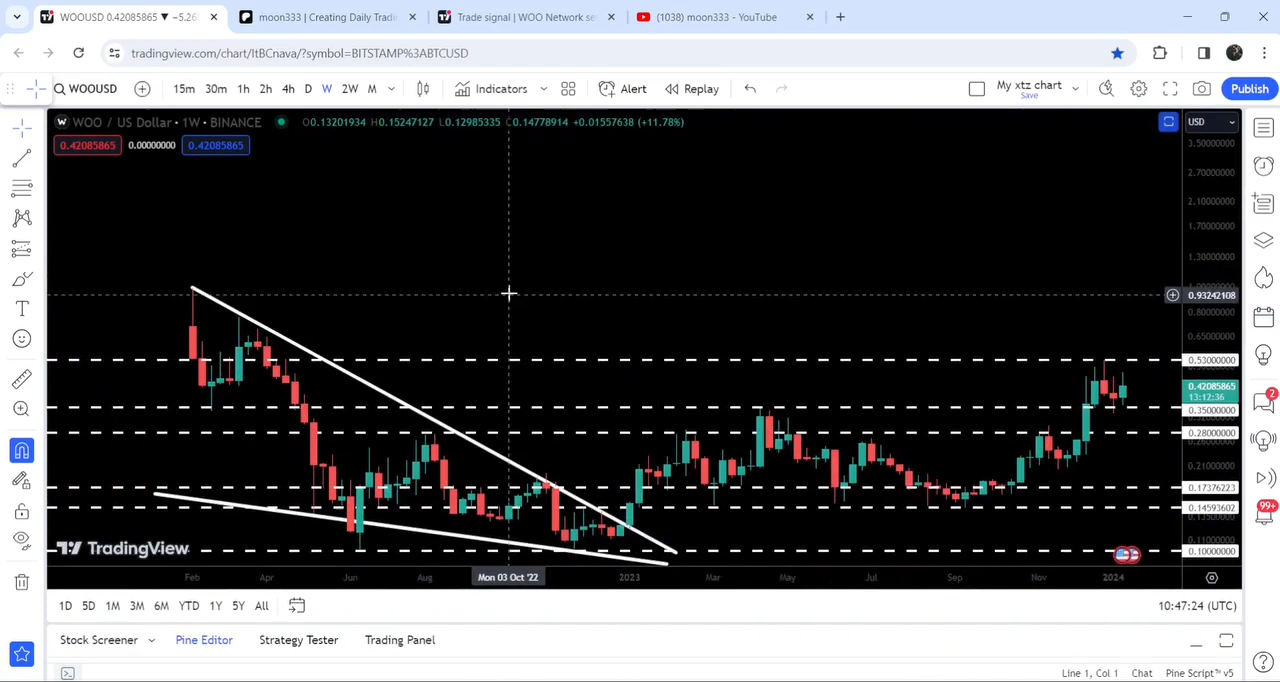 WOOUSD 0.42085865 ▼ −5.26
moon333 | Creating Daily Tradi
Trade signal | WOO Network se
(1038) moon333 - YouTube
tradingview.com/chart/ItBCnava/?symbol=BITSTAMP%3ABTCUSD
WOOUSD
15m 30m 1h 2h 4h D W 2W M
Indicators
Alert
Replay
My xtz chart
Save
Publish
WOO / US Dollar · 1W · BINANCE
O0.13201934 H0.15247127 L0.12985335 C0.14778914 +0.01557638 (+11.78%)
USD
0.42085865 0.00000000 0.42085865
3.50000000
2.70000000
2.10000000
1.70000000
1.30000000
0.93242108
0.80000000
0.65000000
0.53000000
0.42085865
13:12:36
0.35000000
0.28000000
0.21000000
0.17376223
0.14593602
0.11000000
0.10000000
2
99+
TradingView
Feb Apr Jun Aug Mon 03 Oct '22 2023 Mar May Jul Sep Nov 2024
1D 5D 1M 3M 6M YTD 1Y 5Y All
10:47:24 (UTC)
Stock Screener Pine Editor Strategy Tester Trading Panel
Line 1, Col 1 Chat Pine Script™ v5